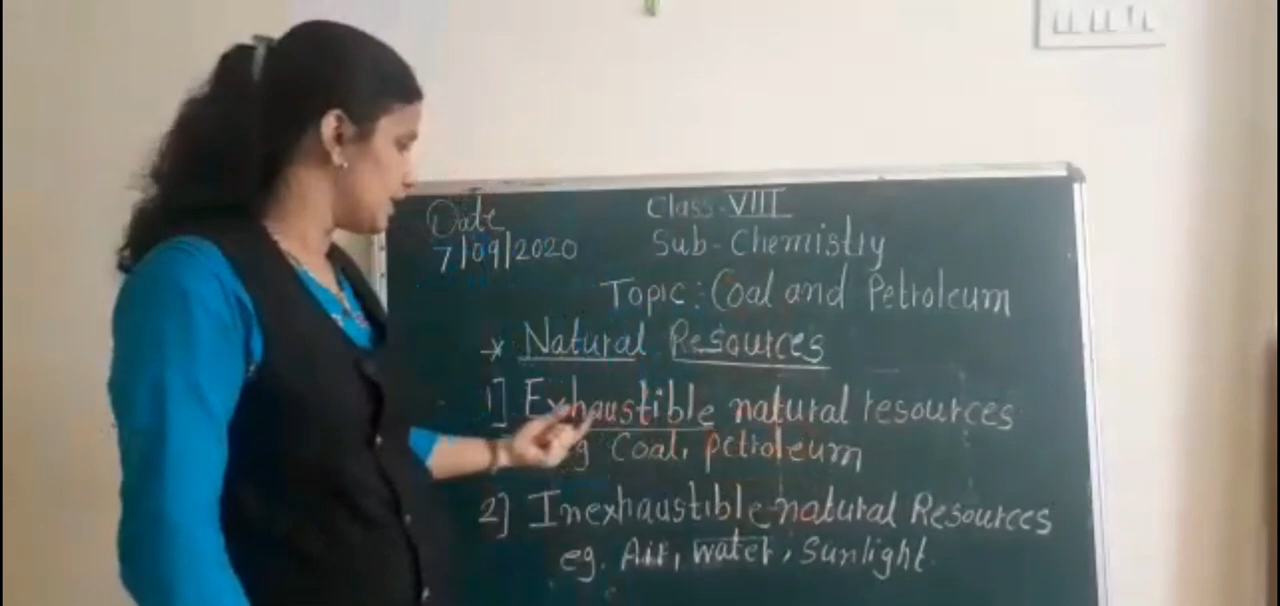 Date
7/09/2020
Class-VIII
Sub-Chemistry
Topic: Coal and Petroleum
* Natural Resources
1] Exhaustible natural resources
eg Coal, petroleum
2] Inexhaustible natural Resources
eg. Air, water, Sunlight.